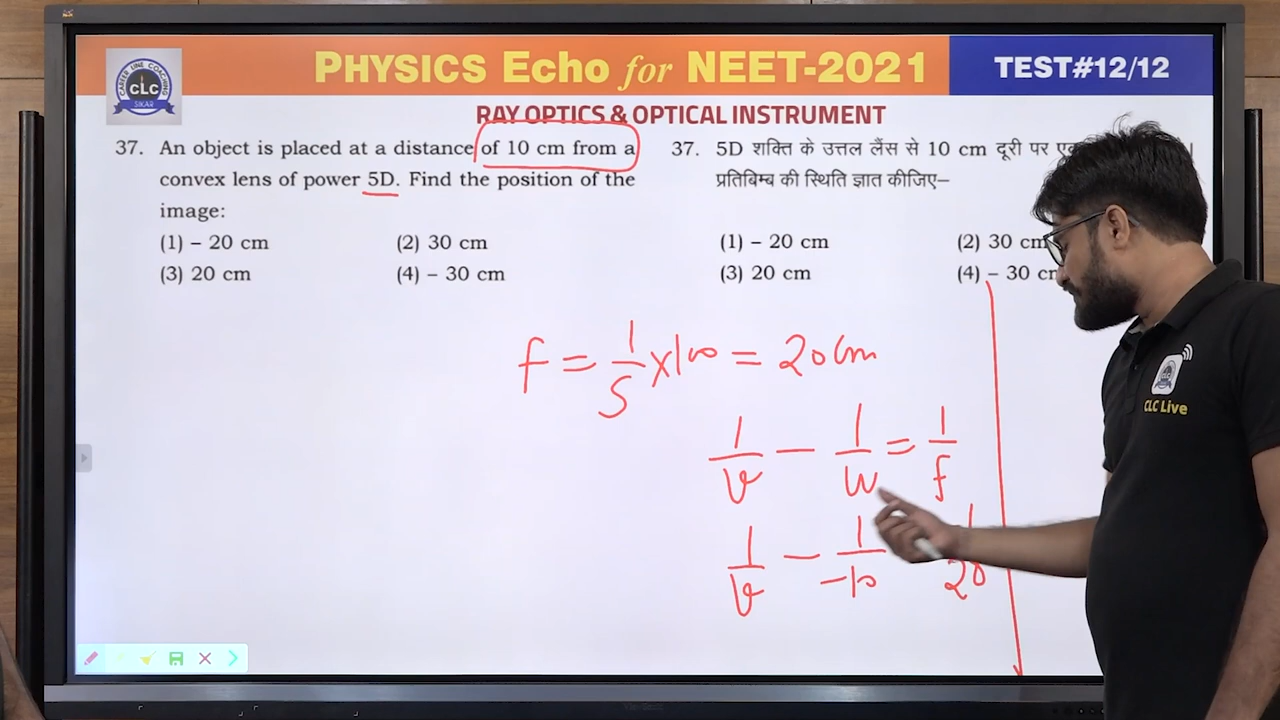 PHYSICS Echo for NEET-2021
TEST#12/12
CAREER LINE COACHING
CLC
SIKAR
RAY OPTICS & OPTICAL INSTRUMENT
37. An object is placed at a distance of 10 cm from a
convex lens of power 5D. Find the position of the
image:
(1) – 20 cm (2) 30 cm
(3) 20 cm (4) – 30 cm
37. 5D शक्ति के उत्तल लैंस से 10 cm दूरी पर
प्रतिबिम्ब की स्थिति ज्ञात कीजिए–
(1) – 20 cm (2) 30 cm
(3) 20 cm (4) – 30
f = 1/5 x100 = 20cm
1/v - 1/u = 1/f
1/v - 1/-10 1/20
CLC Live